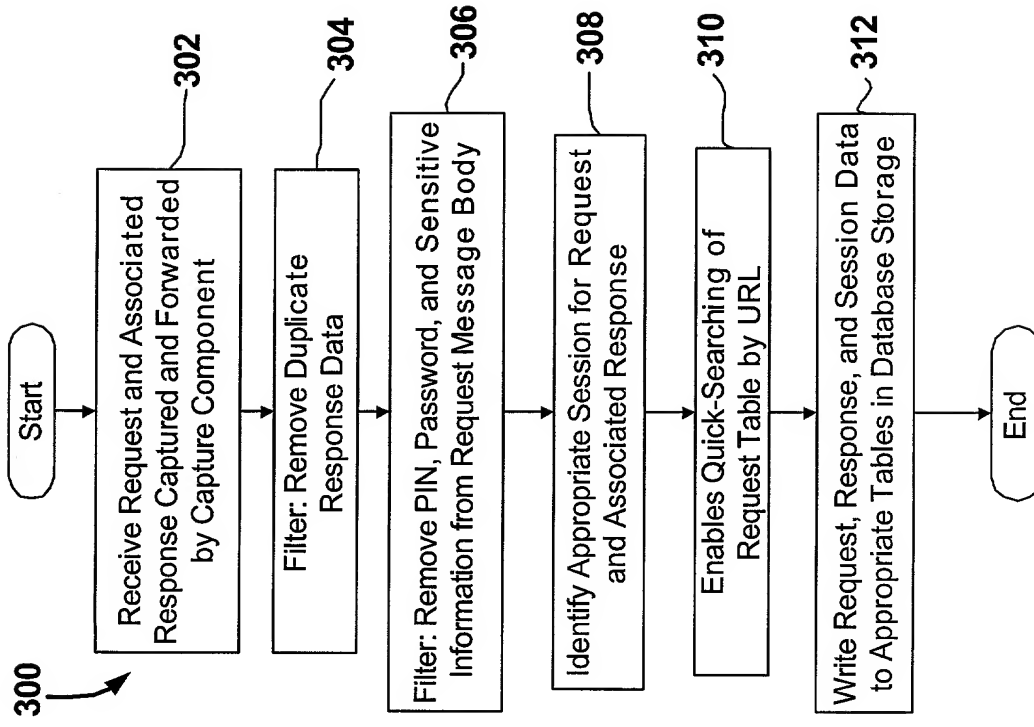 300
Start
Receive Request and Associated
Response Captured and Forwarded
by Capture Component
302
Filter: Remove Duplicate
Response Data
304
Filter: Remove PIN, Password, and Sensitive
Information from Request Message Body
306
Identify Appropriate Session for Request
and Associated Response
308
Enables Quick-Searching of
Request Table by URL
310
Write Request, Response, and Session Data
to Appropriate Tables in Database Storage
312
End